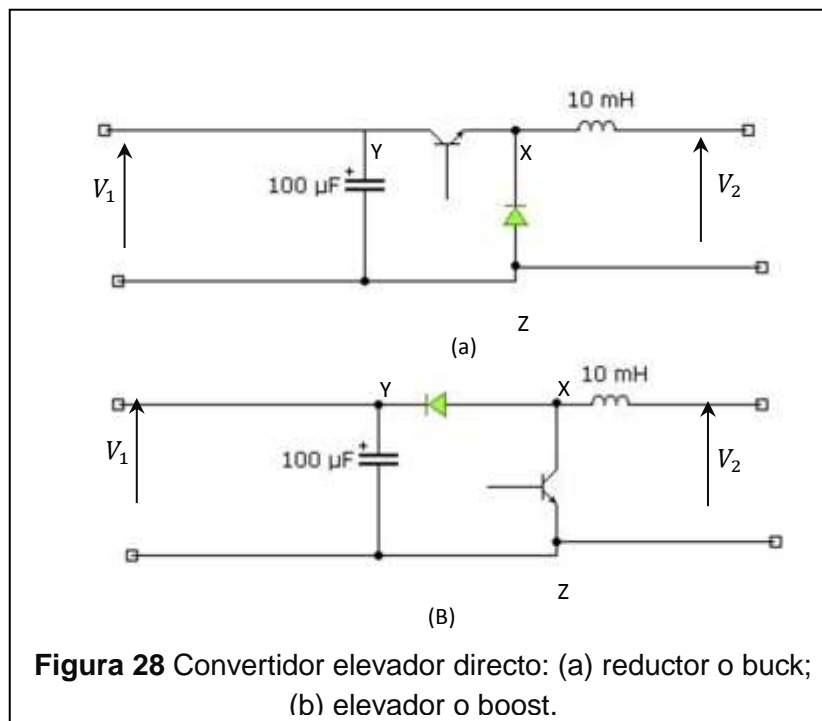 10 mH
Y
X
100 µF
+
V₁
V₂
Z
(a)
10 mH
Y
X
100 µF
+
V₁
V₂
Z
(B)
Figura 28 Convertidor elevador directo: (a) reductor o buck;
(b) elevador o boost.